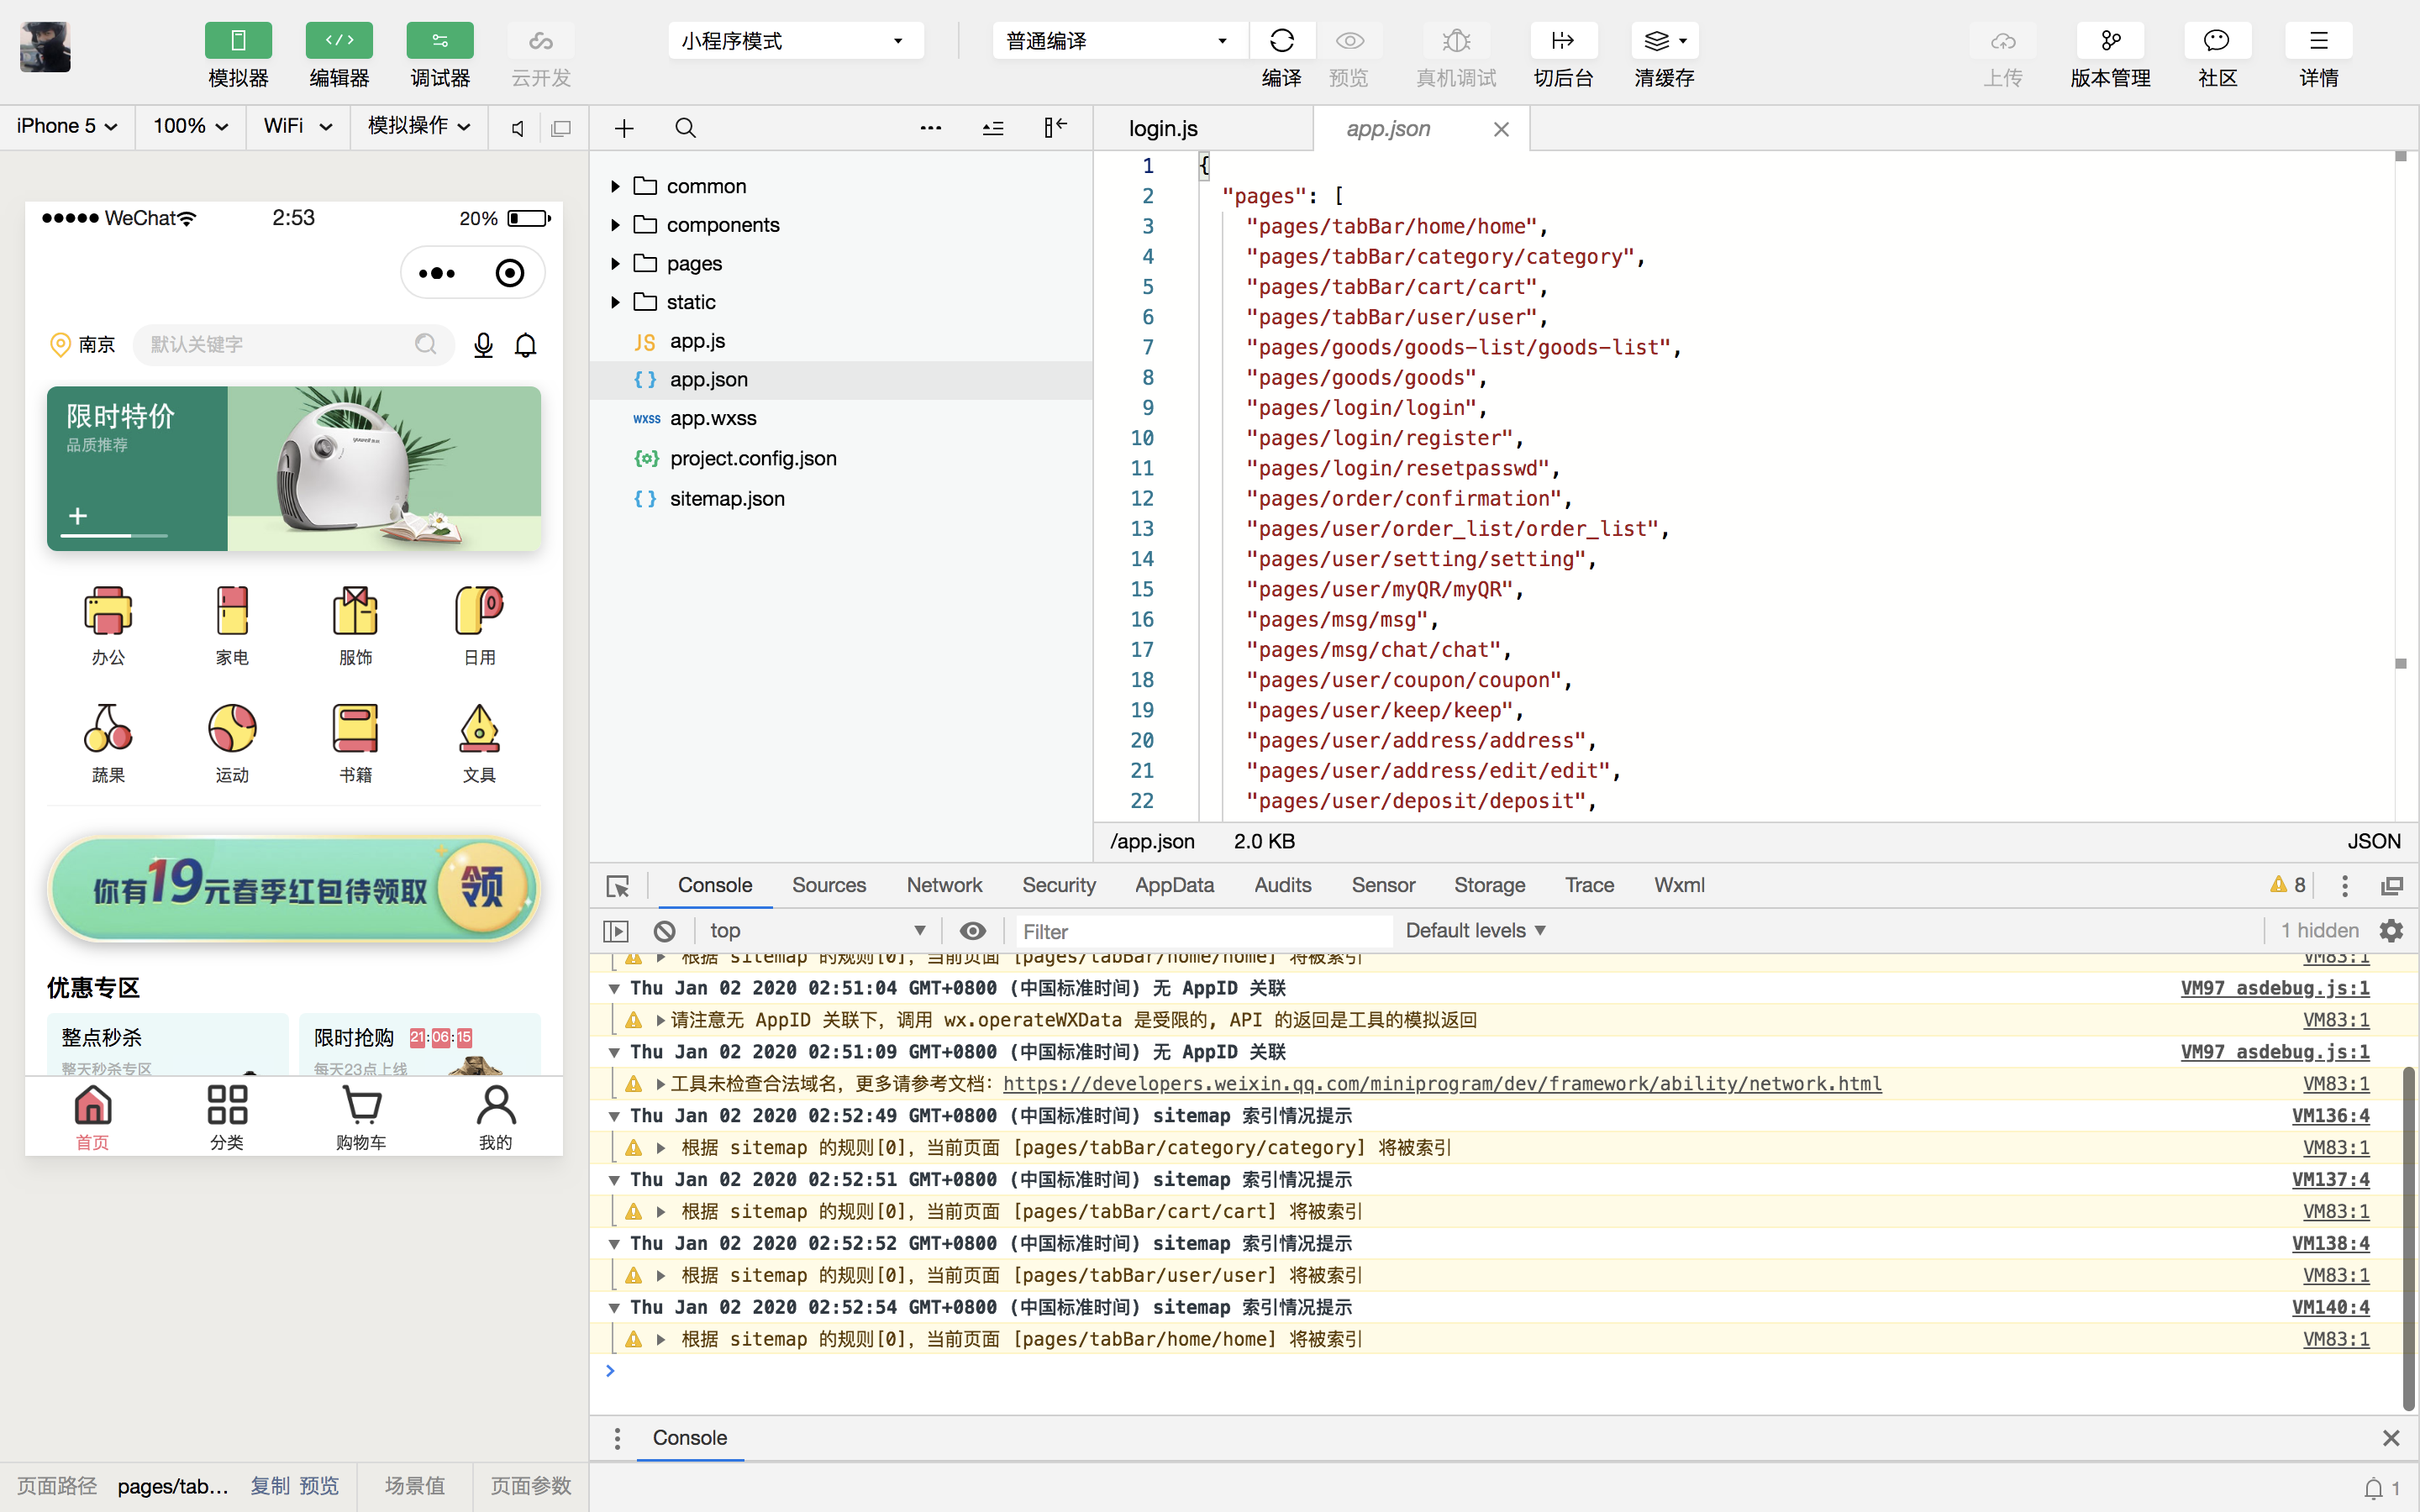 模拟器
编辑器
调试器
云开发
小程序模式
普通编译
编译
预览
真机调试
切后台
清缓存
上传
版本管理
社区
详情
iPhone 5
100%
WiFi
模拟操作
WeChat
2:53
20%
南京
默认关键字
限时特价
品质推荐
办公
家电
服饰
日用
蔬果
运动
书籍
文具
你有19元春季红包待领取
领
优惠专区
整点秒杀
整天秒杀专区
限时抢购 21:06:15
每天23点上线
首页
分类
购物车
我的
页面路径 pages/tab... 复制 预览
场景值
页面参数
common
components
pages
static
JS app.js
{ } app.json
wxss app.wxss
project.config.json
{ } sitemap.json
login.js
app.json
1 {
2 "pages": [
3 "pages/tabBar/home/home",
4 "pages/tabBar/category/category",
5 "pages/tabBar/cart/cart",
6 "pages/tabBar/user/user",
7 "pages/goods/goods-list/goods-list",
8 "pages/goods/goods",
9 "pages/login/login",
10 "pages/login/register",
11 "pages/login/resetpasswd",
12 "pages/order/confirmation",
13 "pages/user/order_list/order_list",
14 "pages/user/setting/setting",
15 "pages/user/myQR/myQR",
16 "pages/msg/msg",
17 "pages/msg/chat/chat",
18 "pages/user/coupon/coupon",
19 "pages/user/keep/keep",
20 "pages/user/address/address",
21 "pages/user/address/edit/edit",
22 "pages/user/deposit/deposit",
/app.json 2.0 KB JSON
Console Sources Network Security AppData Audits Sensor Storage Trace Wxml 8
top Filter Default levels 1 hidden
根据 sitemap 的规则[0]，当前页面 [pages/tabBar/home/home] 将被索引 VM83:1
Thu Jan 02 2020 02:51:04 GMT+0800 (中国标准时间) 无 AppID 关联 VM97 asdebug.js:1
请注意无 AppID 关联下，调用 wx.operateWXData 是受限的, API 的返回是工具的模拟返回 VM83:1
Thu Jan 02 2020 02:51:09 GMT+0800 (中国标准时间) 无 AppID 关联 VM97 asdebug.js:1
工具未检查合法域名，更多请参考文档：https://developers.weixin.qq.com/miniprogram/dev/framework/ability/network.html VM83:1
Thu Jan 02 2020 02:52:49 GMT+0800 (中国标准时间) sitemap 索引情况提示 VM136:4
根据 sitemap 的规则[0]，当前页面 [pages/tabBar/category/category] 将被索引 VM83:1
Thu Jan 02 2020 02:52:51 GMT+0800 (中国标准时间) sitemap 索引情况提示 VM137:4
根据 sitemap 的规则[0]，当前页面 [pages/tabBar/cart/cart] 将被索引 VM83:1
Thu Jan 02 2020 02:52:52 GMT+0800 (中国标准时间) sitemap 索引情况提示 VM138:4
根据 sitemap 的规则[0]，当前页面 [pages/tabBar/user/user] 将被索引 VM83:1
Thu Jan 02 2020 02:52:54 GMT+0800 (中国标准时间) sitemap 索引情况提示 VM140:4
根据 sitemap 的规则[0]，当前页面 [pages/tabBar/home/home] 将被索引 VM83:1
Console
1